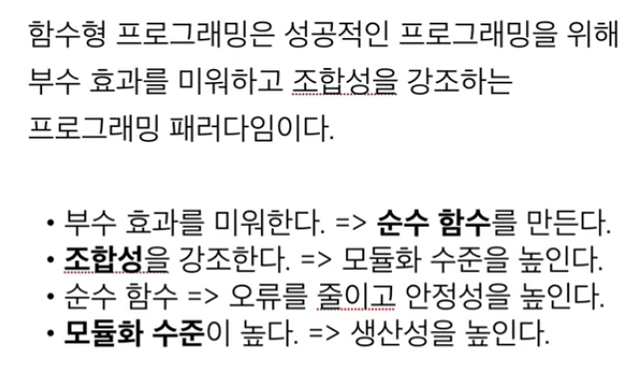 함수형 프로그래밍은 성공적인 프로그래밍을 위해
부수 효과를 미워하고 조합성을 강조하는
프로그래밍 패러다임이다.
• 부수 효과를 미워한다. => 순수 함수를 만든다.
• 조합성을 강조한다. => 모듈화 수준을 높인다.
• 순수 함수 => 오류를 줄이고 안정성을 높인다.
• 모듈화 수준이 높다. => 생산성을 높인다.